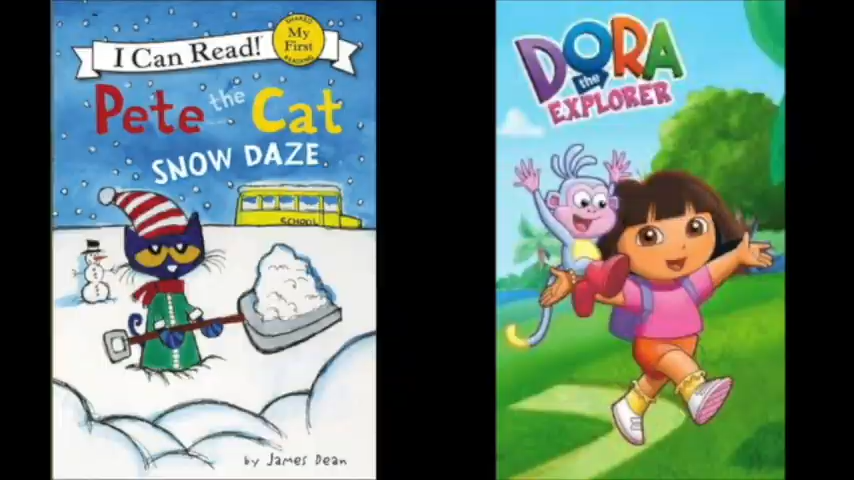 I Can Read!
SHARED
My
First
READING
Pete the Cat
SNOW DAZE
SCHOOL
by James Dean
DORA
the
EXPLORER